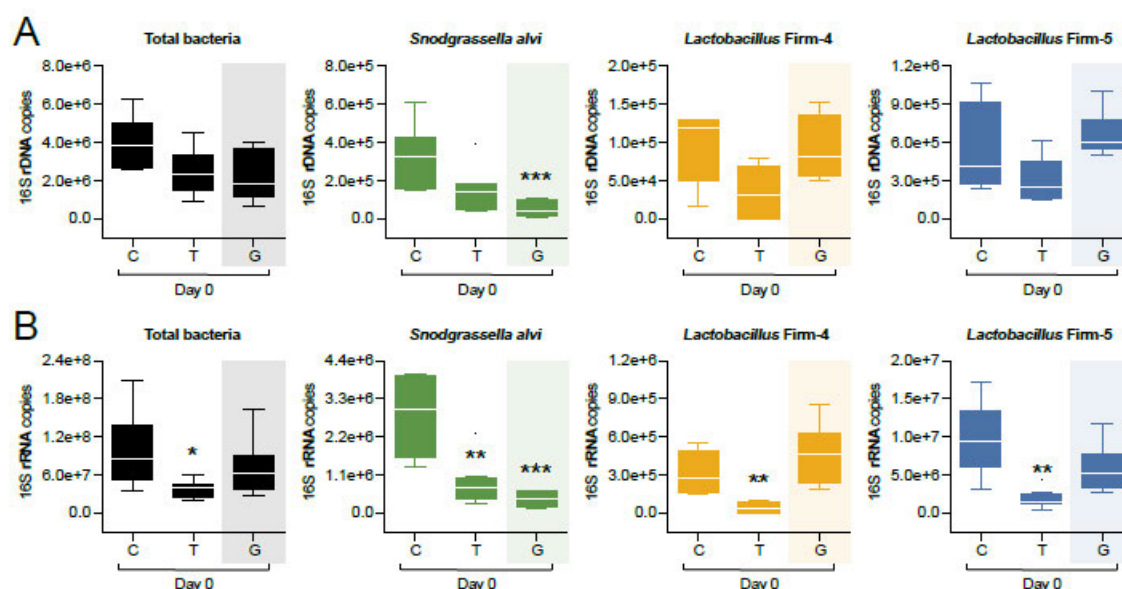 A
Total bacteria
16S rDNA copies
8.0e+6
6.0e+6
4.0e+6
2.0e+6
0.0
C T G
Day 0
Snodgrassella alvi
16S rDNA copies
8.0e+5
6.0e+5
4.0e+5
2.0e+5
0.0
***
C T G
Day 0
Lactobacillus Firm-4
16S rDNA copies
2.0e+5
1.5e+5
1.0e+5
5.0e+4
0.0
C T G
Day 0
Lactobacillus Firm-5
16S rDNA copies
1.2e+6
9.0e+5
6.0e+5
3.0e+5
0.0
C T G
Day 0
B
Total bacteria
16S rRNA copies
2.4e+8
1.8e+8
1.2e+8
6.0e+7
0.0
*
C T G
Day 0
Snodgrassella alvi
16S rRNA copies
4.4e+6
3.3e+6
2.2e+6
1.1e+6
0.0
**
***
C T G
Day 0
Lactobacillus Firm-4
16S rRNA copies
1.2e+6
9.0e+5
6.0e+5
3.0e+5
0.0
**
C T G
Day 0
Lactobacillus Firm-5
16S rRNA copies
2.0e+7
1.5e+7
1.0e+7
5.0e+6
0.0
**
C T G
Day 0